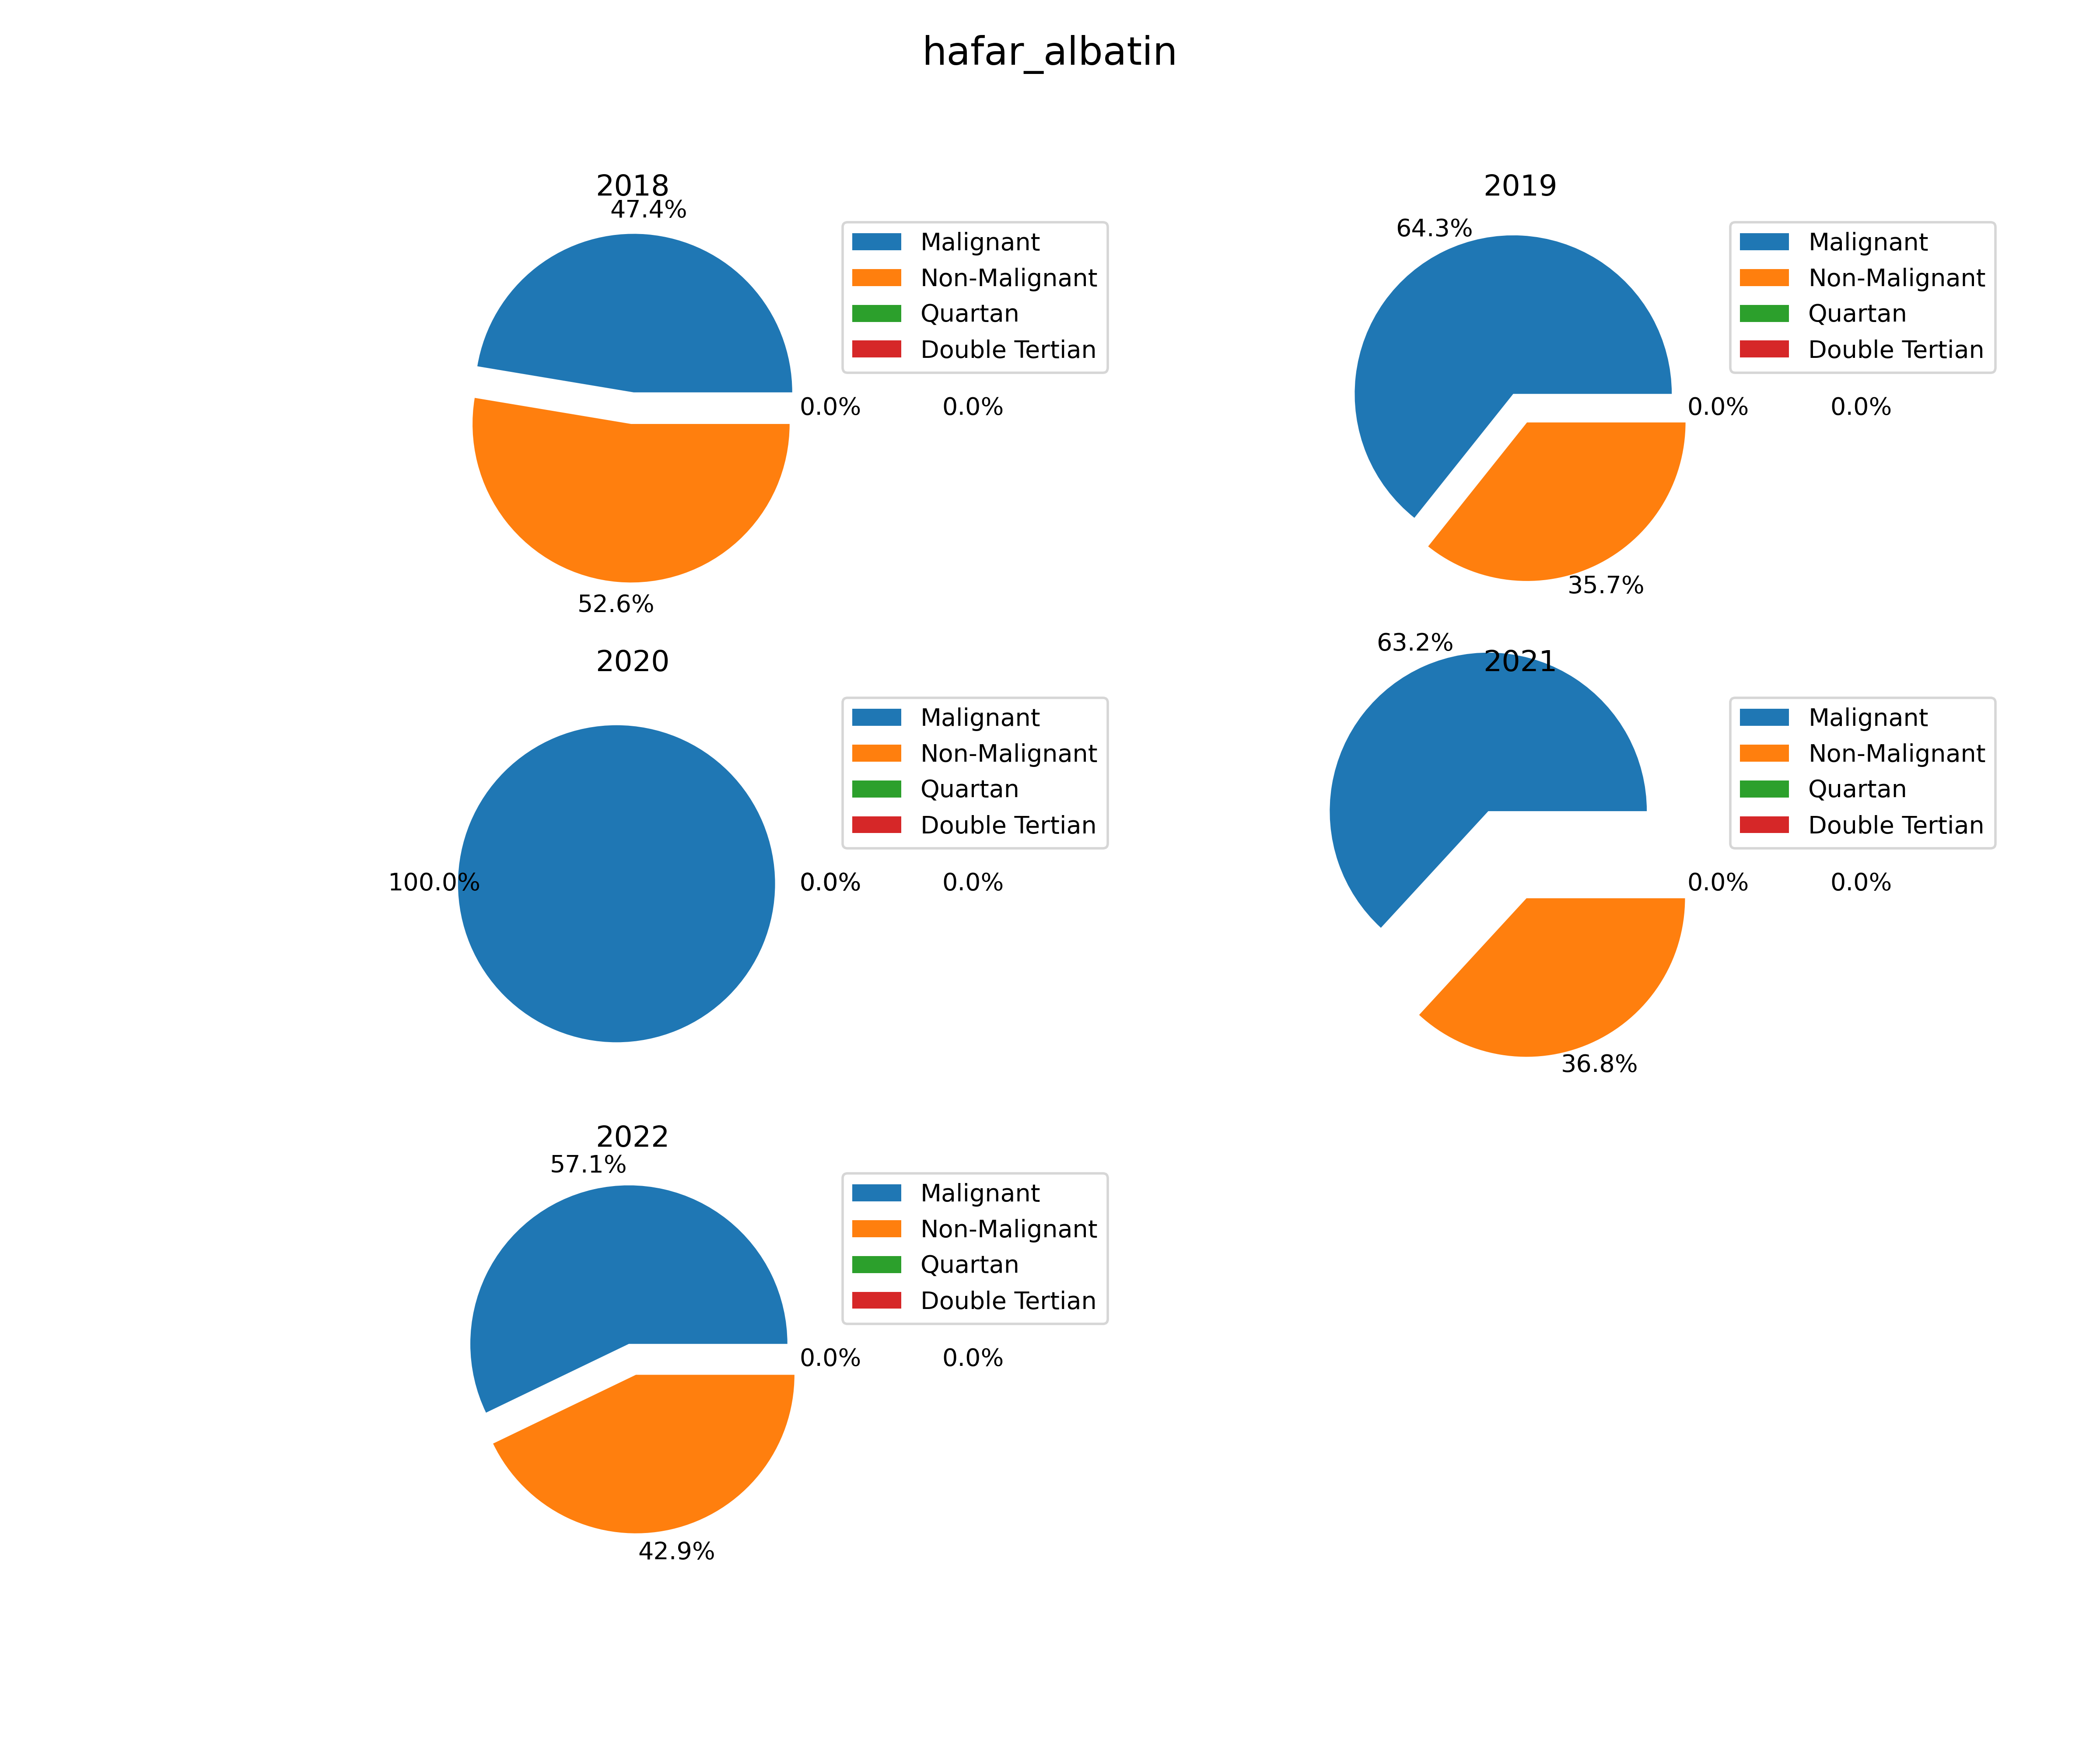 hafar_albatin
2018
47.4%
Malignant
Non-Malignant
Quartan
Double Tertian
0.0%
0.0%
52.6%
2019
64.3%
Malignant
Non-Malignant
Quartan
Double Tertian
0.0%
0.0%
35.7%
2020
Malignant
Non-Malignant
Quartan
Double Tertian
100.0%
0.0%
0.0%
63.2%
2021
Malignant
Non-Malignant
Quartan
Double Tertian
0.0%
0.0%
36.8%
2022
57.1%
Malignant
Non-Malignant
Quartan
Double Tertian
0.0%
0.0%
42.9%